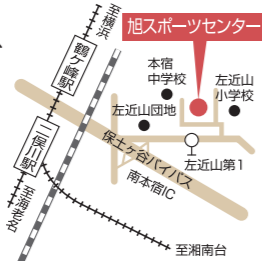 至横浜
旭スポーツセンター
鶴ケ峰駅
本宿
中学校
左近山
小学校
左近山団地
二俣川駅
保土ヶ谷バイパス
左近山第1
南本宿IC
至海老名
至湘南台